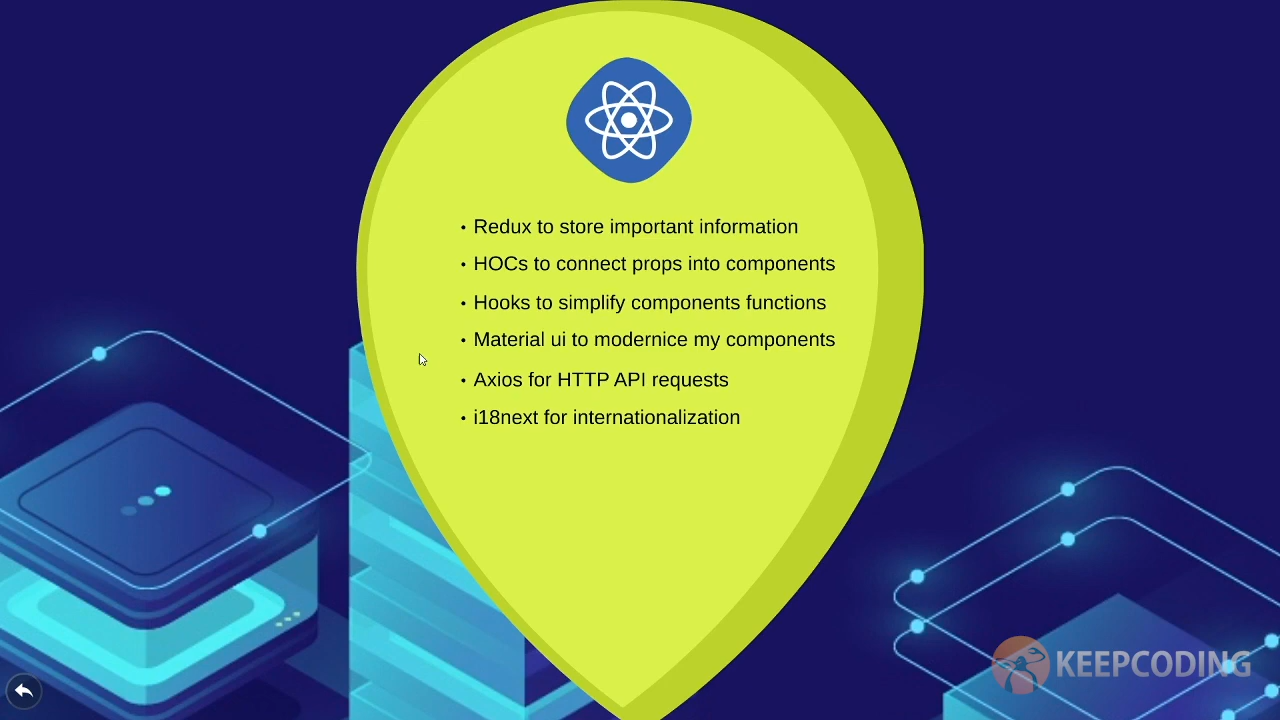 • Redux to store important information
• HOCs to connect props into components
• Hooks to simplify components functions
• Material ui to modernice my components
• Axios for HTTP API requests
• i18next for internationalization
KEEPCODING